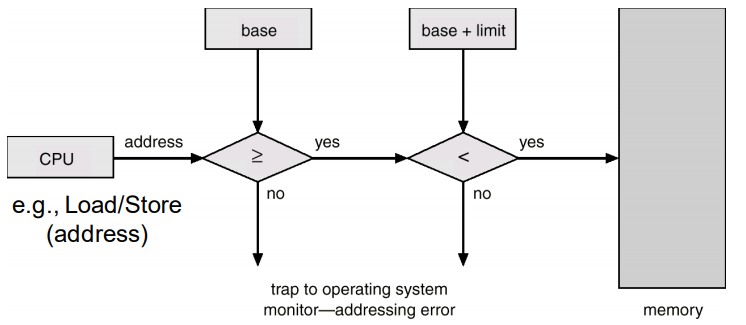 base
base + limit
address
yes
yes
CPU
≥
<
no
no
e.g., Load/Store
(address)
trap to operating system
monitor—addressing error
memory